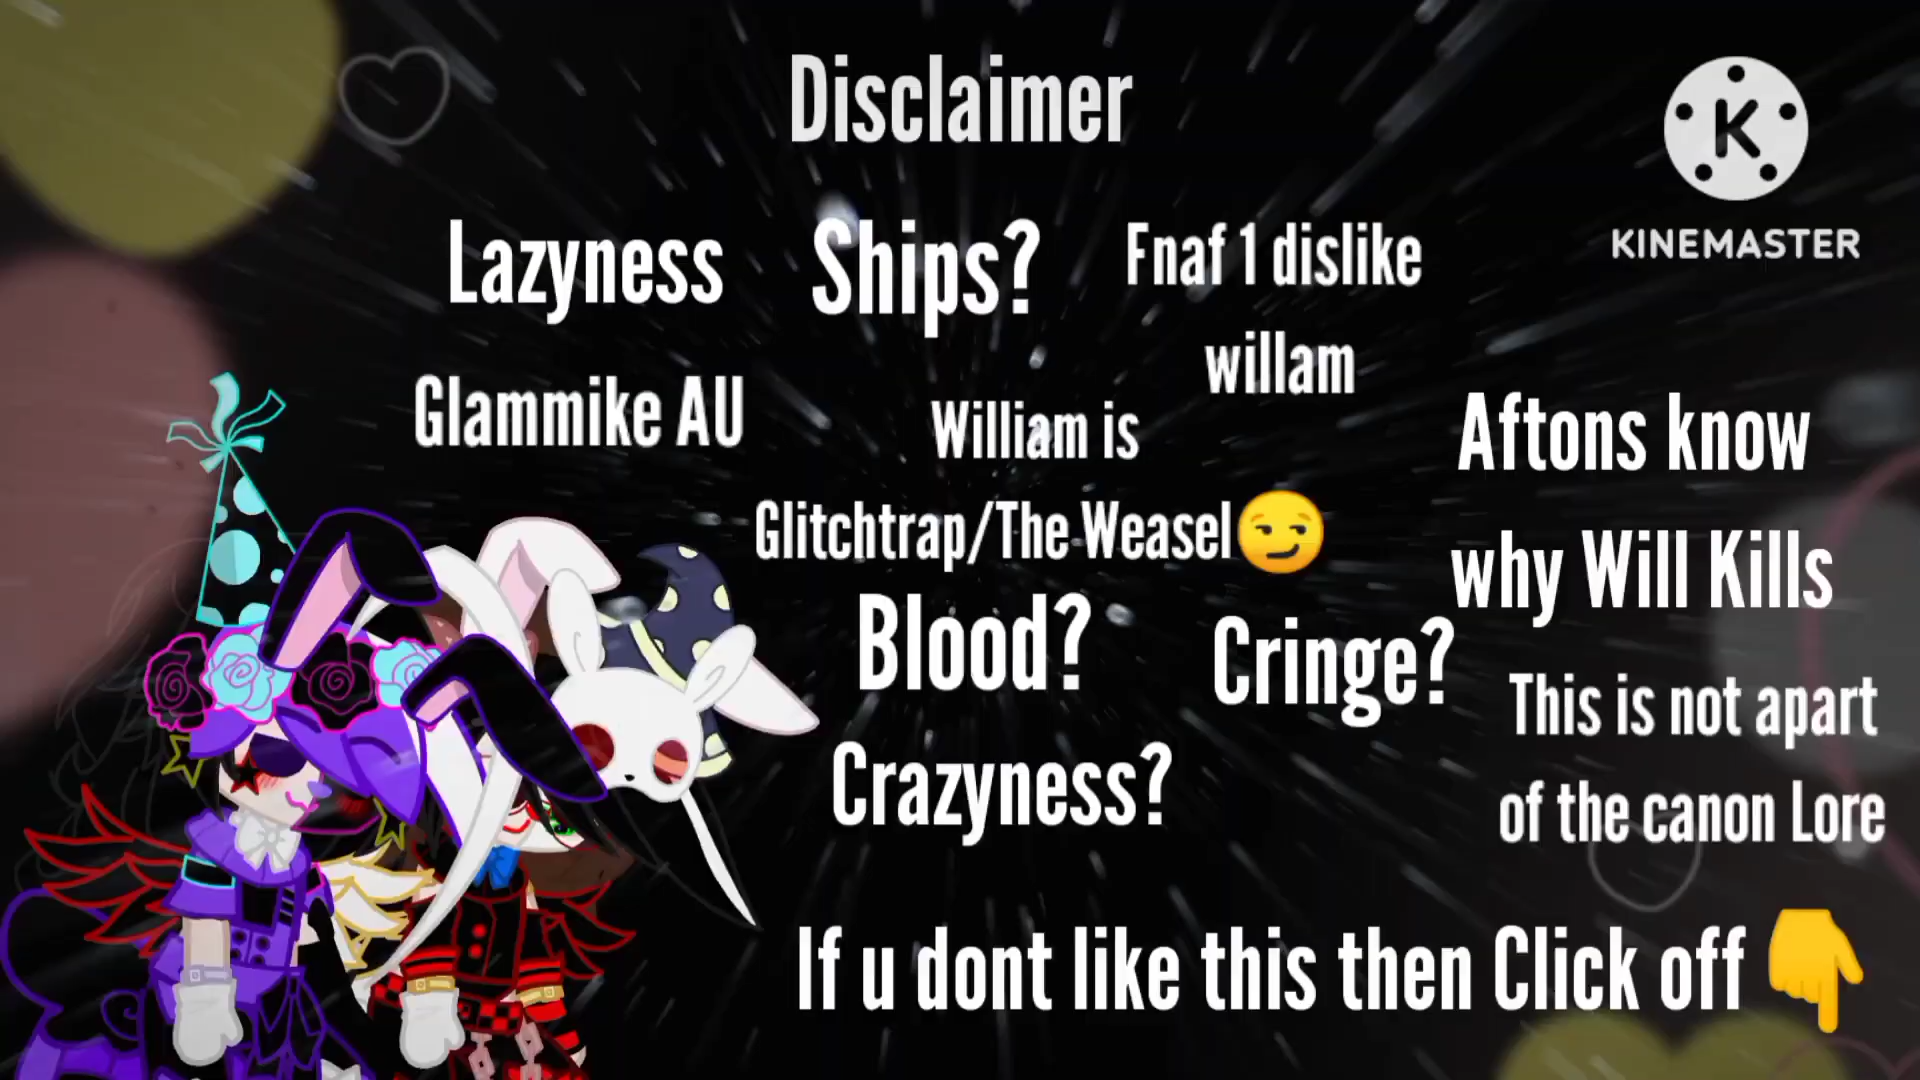 Disclaimer
K
KINEMASTER
Lazyness
Ships?
Fnaf 1 dislike
willam
Glammike AU
William is
Glitchtrap/The Weasel😏
Aftons know
why Will Kills
Blood?
Cringe?
This is not apart
of the canon Lore
Crazyness?
If u dont like this then Click off👇